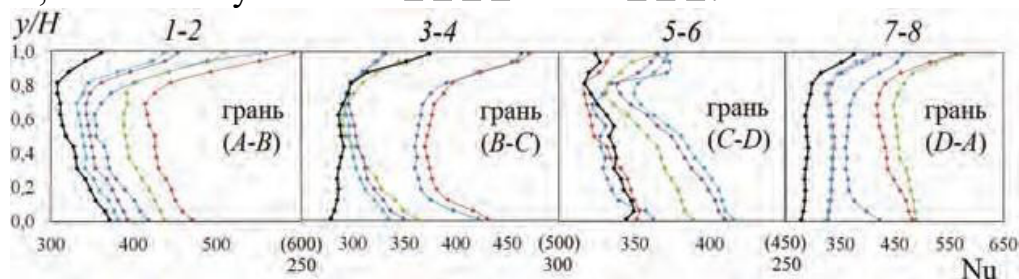 y/H 1-2 3-4 5-6 7-8
1,0
0,8
0,6
0,4
0,2
0,0
грань (A-B)
грань (B-C)
грань (C-D)
грань (D-A)
300 400 500 (600) 300 350 400 450 (500) 350 400 (450) 350 450 550 650
250 300 250 Nu